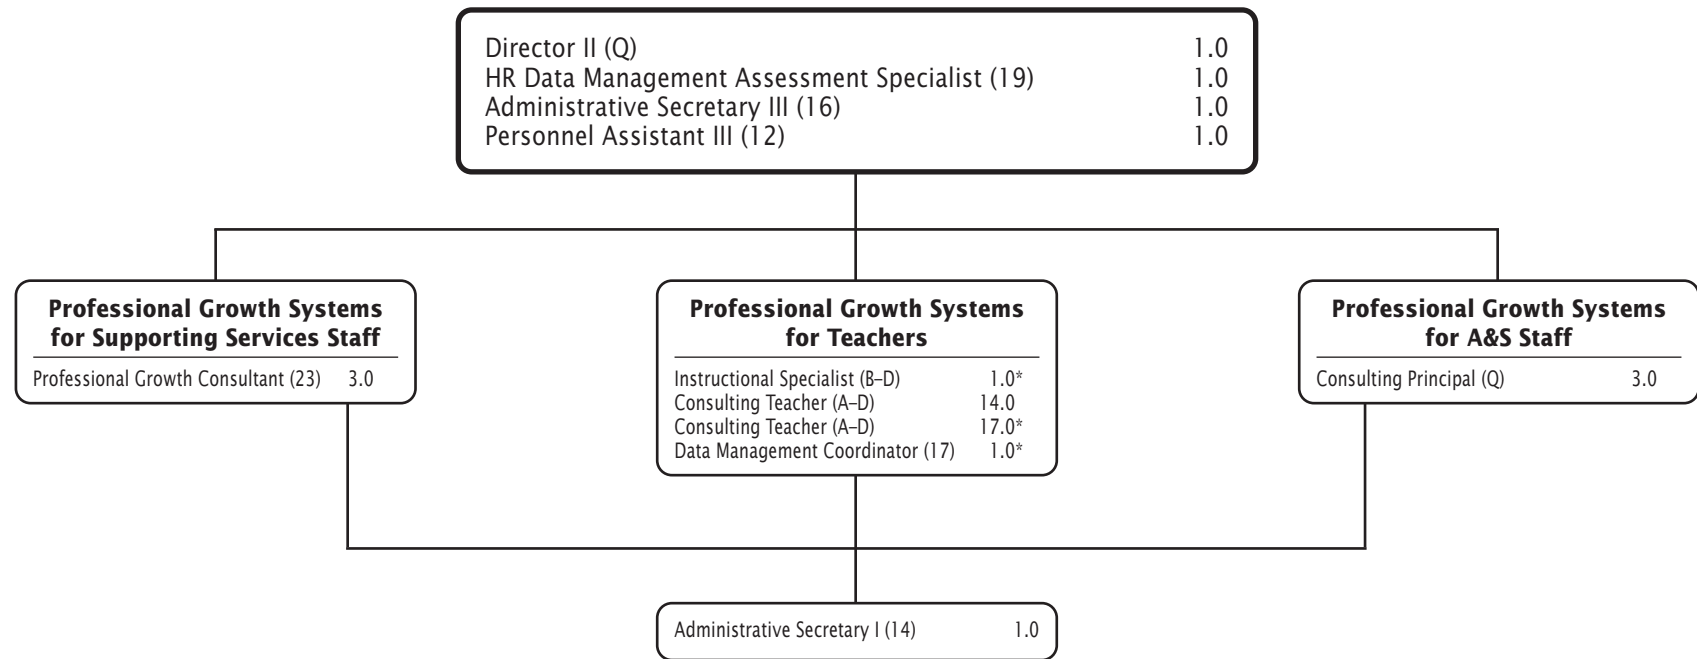 Director II (Q) 1.0
HR Data Management Assessment Specialist (19) 1.0
Administrative Secretary III (16) 1.0
Personnel Assistant III (12) 1.0
Professional Growth Systems
for Supporting Services Staff
Professional Growth Consultant (23) 3.0
Professional Growth Systems
for Teachers
Instructional Specialist (B–D) 1.0*
Consulting Teacher (A–D) 14.0
Consulting Teacher (A–D) 17.0*
Data Management Coordinator (17) 1.0*
Professional Growth Systems
for A&S Staff
Consulting Principal (Q) 3.0
Administrative Secretary I (14) 1.0